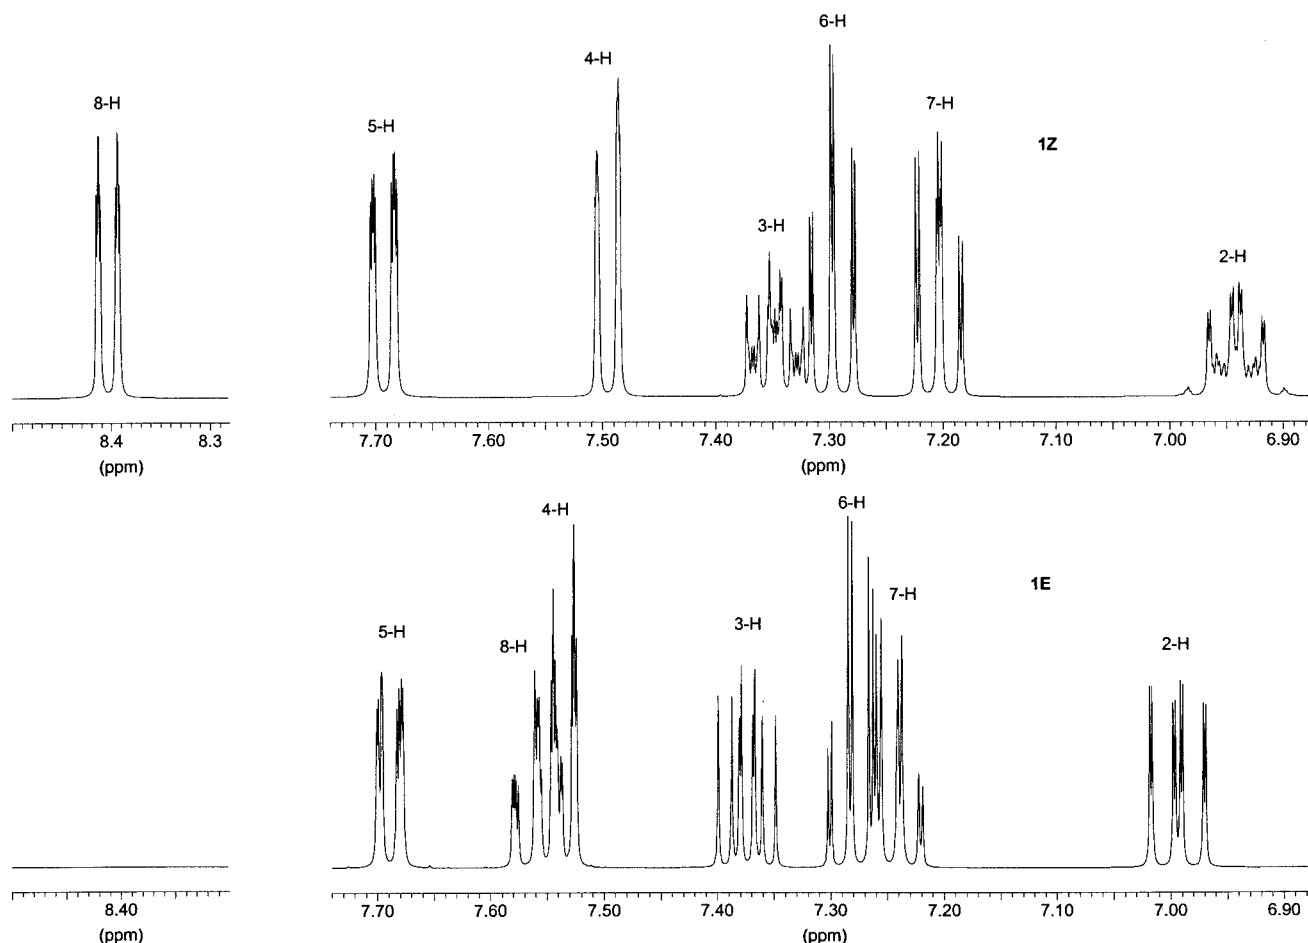 6-H
4-H
8-H
7-H
5-H
1Z
3-H
2-H
8.4 8.3 7.70 7.60 7.50 7.40 7.30 7.20 7.10 7.00 6.90
(ppm) (ppm)
4-H 6-H
1E
7-H
5-H 3-H
8-H 2-H
8.40 7.70 7.60 7.50 7.40 7.30 7.20 7.10 7.00 6.90
(ppm) (ppm)